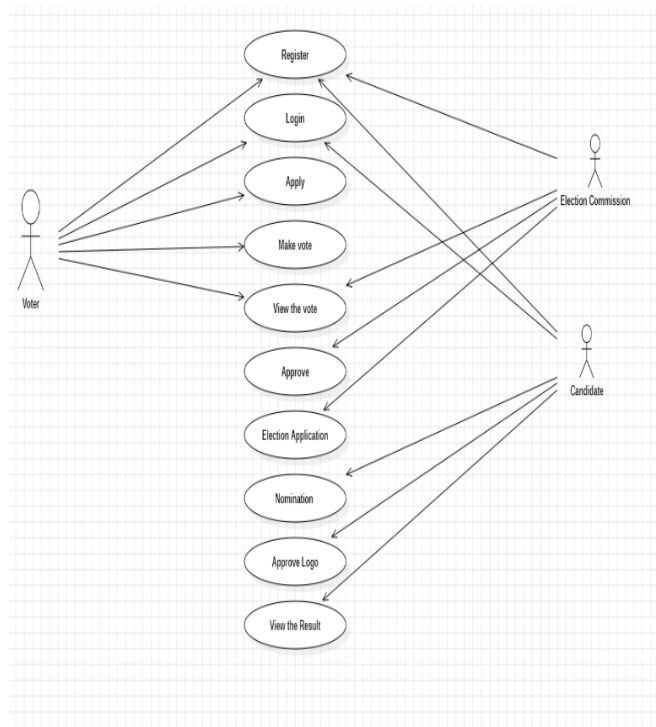 Register
Login
Apply
Make vote
View the vote
Approve
Election Application
Nomination
Approve Logo
View the Result
Voter
Election Commission
Candidate